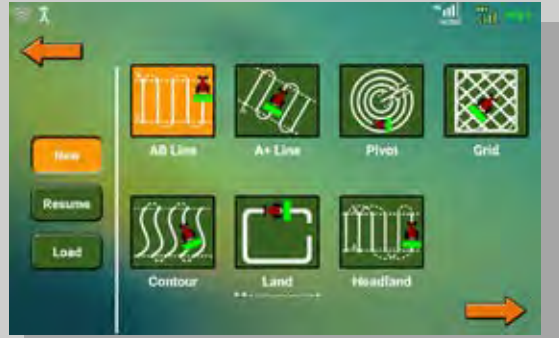 New
Resume
Load
AB Line
A+ Line
Pivot
Grid
Contour
Land
Headland